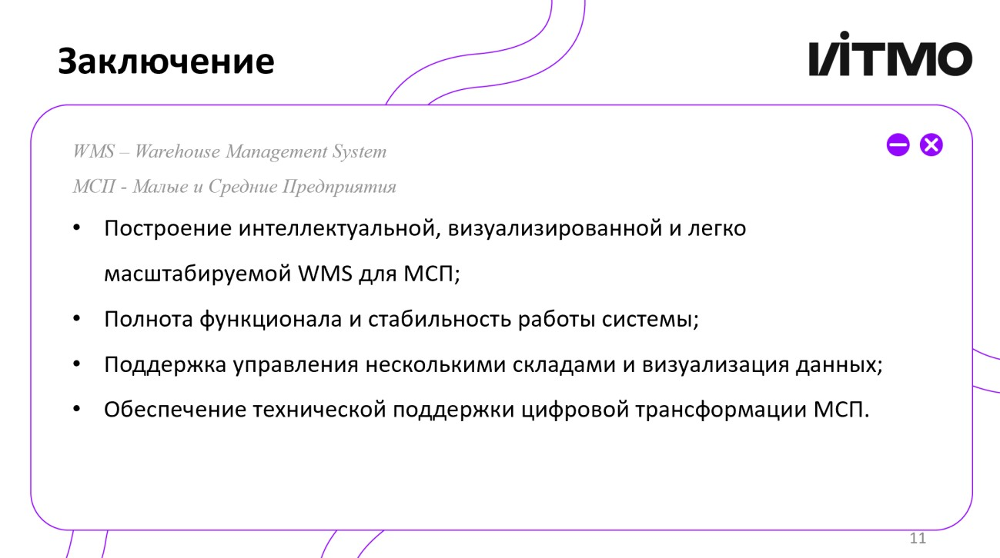 Заключение
ИТМО
WMS – Warehouse Management System
МСП - Малые и Средние Предприятия
• Построение интеллектуальной, визуализированной и легко
масштабируемой WMS для МСП;
• Полнота функционала и стабильность работы системы;
• Поддержка управления несколькими складами и визуализация данных;
• Обеспечение технической поддержки цифровой трансформации МСП.
11